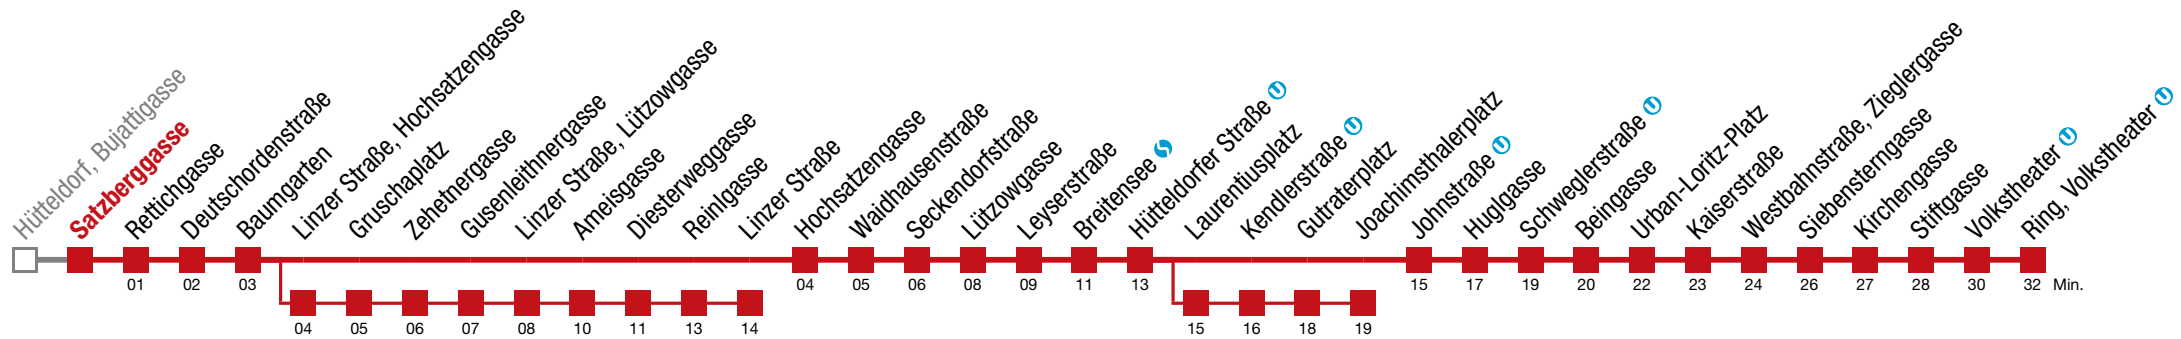 Hütteldorf, Bujattigasse
Satzberggasse
Rettichgasse
Deutschordenstraße
Baumgarten
Linzer Straße, Hochsatzengasse
Gruschaplatz
Zehetnergasse
Gusenleithnergasse
Linzer Straße, Lützowgasse
Ameisgasse
Diesterweggasse
Reinlgasse
Linzer Straße
Hochsatzengasse
Waidhausenstraße
Seckendorfstraße
Lützowgasse
Leyserstraße
Breitensee
Hütteldorfer Straße U
Laurentiusplatz
Kendlerstraße U
Gutraterplatz
Joachimsthalerplatz
Johnstraße U
Huglgasse
Schweglerstraße U
Beingasse
Urban-Loritz-Platz
Kaiserstraße
Westbahnstraße, Zieglergasse
Siebensterngasse
Kirchengasse
Stiftgasse
Volkstheater U
Ring, Volkstheater U
01 02 03 04 05 06 08 09 11 13 15 17 19 20 22 23 24 26 27 28 30 32 Min.
04 05 06 07 08 10 11 13 14 15 16 18 19